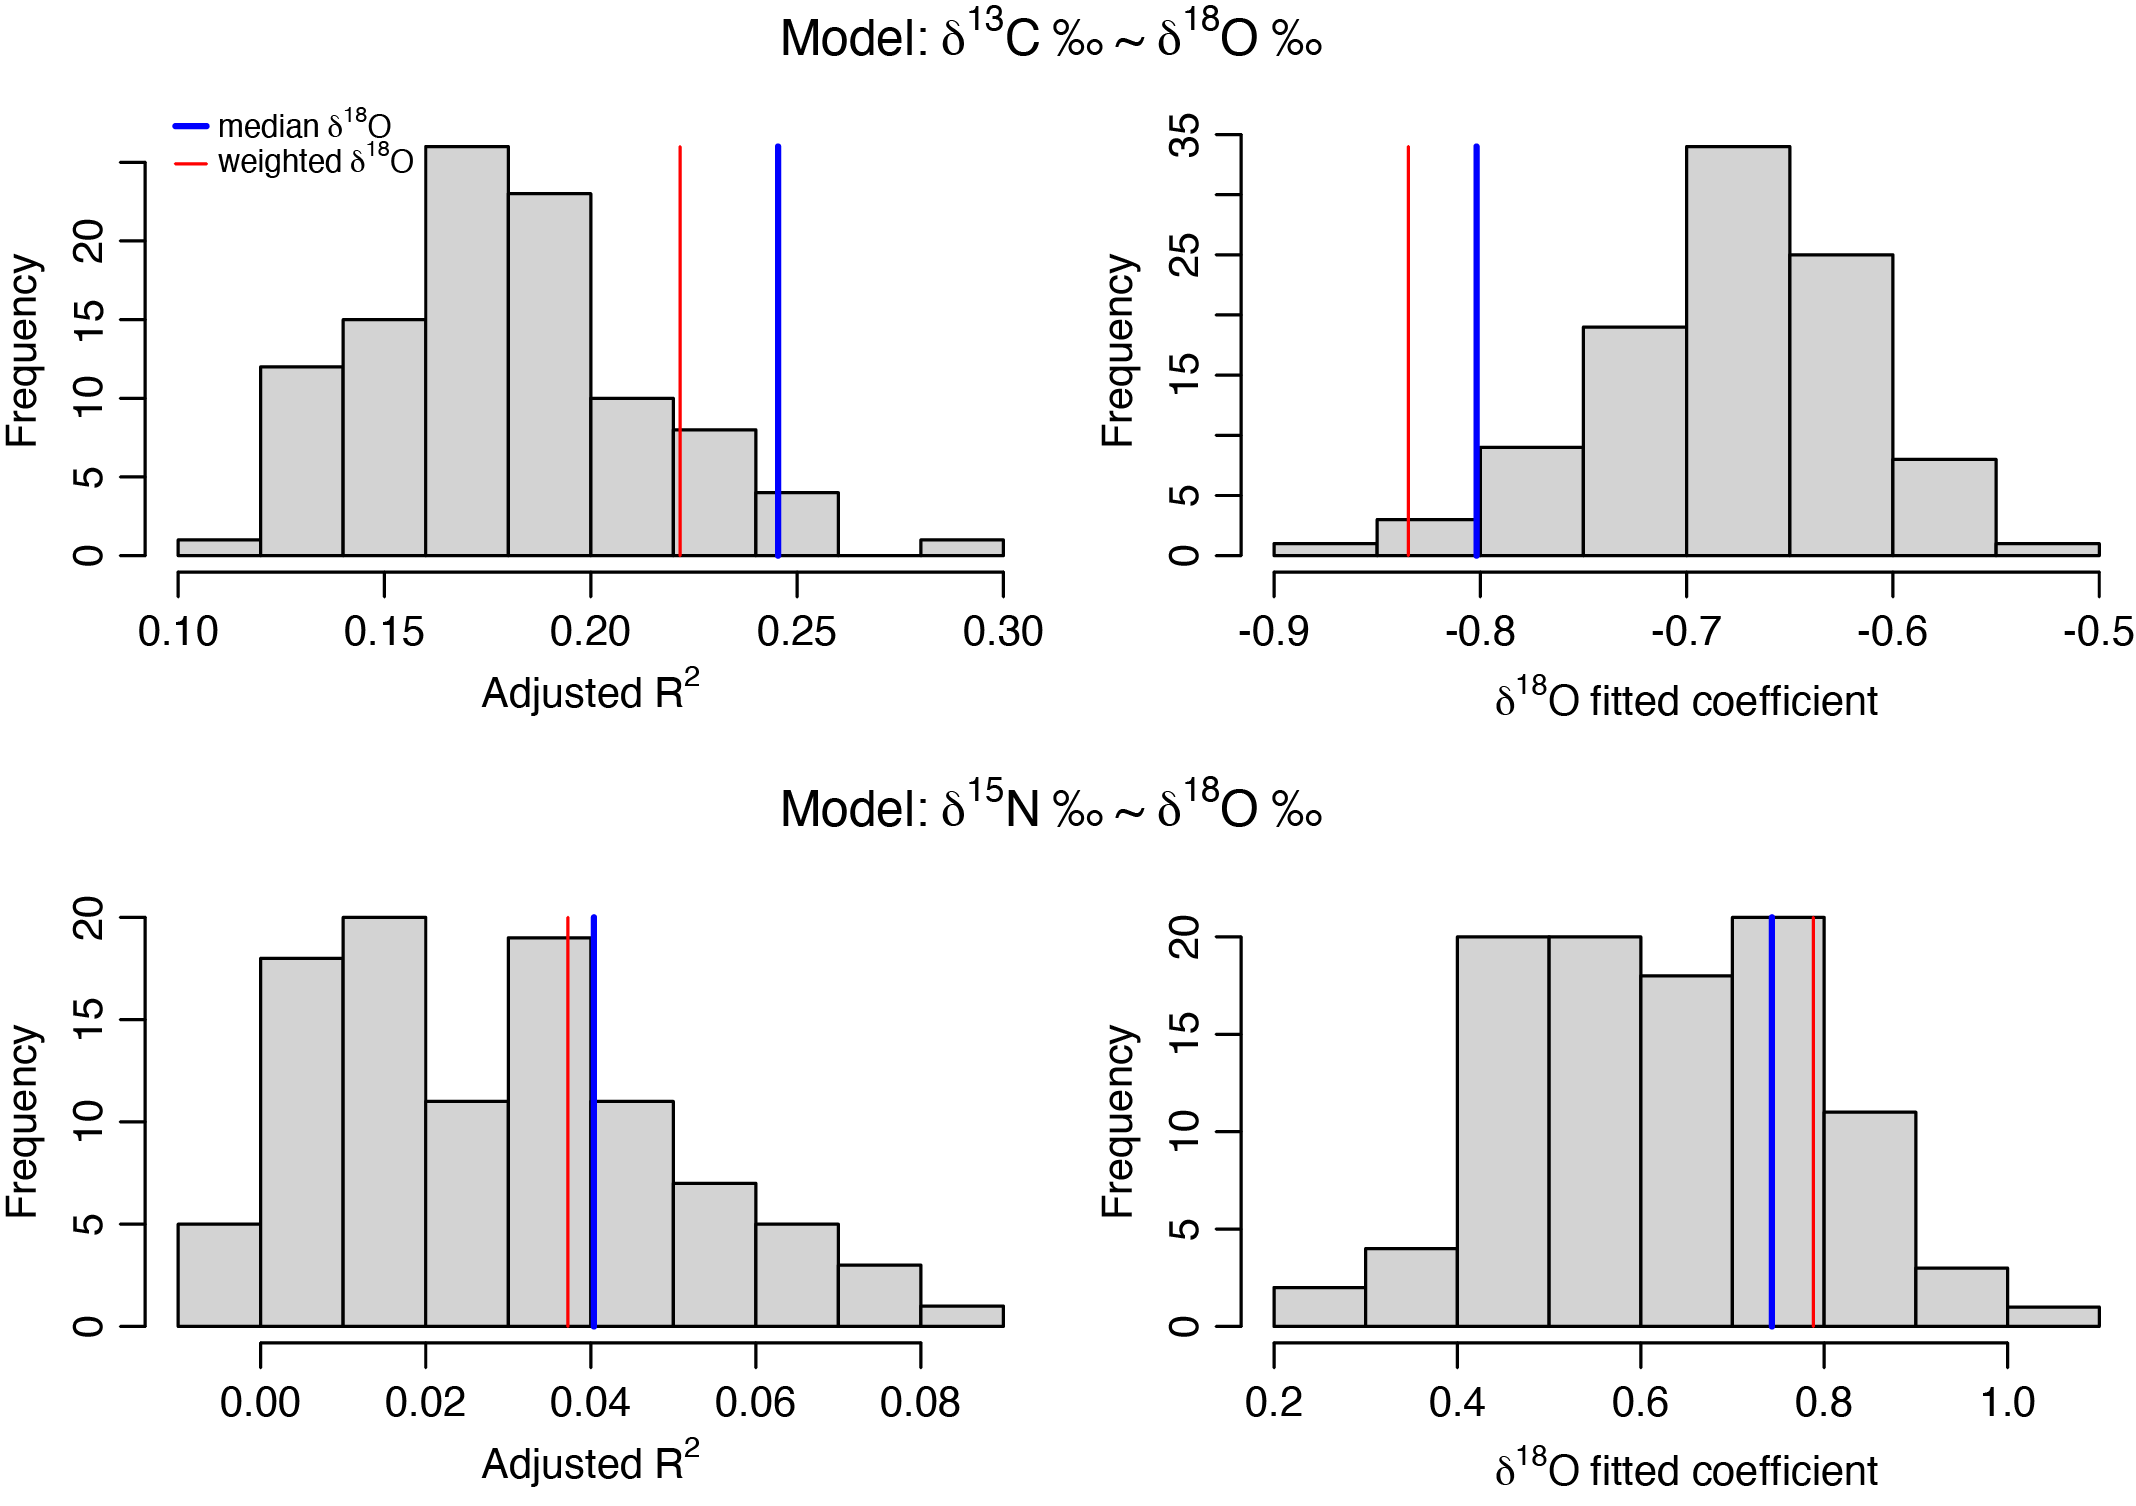 Model: δ¹³C ‰ ~ δ¹⁸O ‰
median δ¹⁸O
weighted δ¹⁸O
Frequency
0 5 10 15 20
0.10 0.15 0.20 0.25 0.30
Adjusted R²
Frequency
0 5 15 25 35
-0.9 -0.8 -0.7 -0.6 -0.5
δ¹⁸O fitted coefficient
Model: δ¹⁵N ‰ ~ δ¹⁸O ‰
Frequency
0 5 10 15 20
0.00 0.02 0.04 0.06 0.08
Adjusted R²
Frequency
0 5 10 15 20
0.2 0.4 0.6 0.8 1.0
δ¹⁸O fitted coefficient